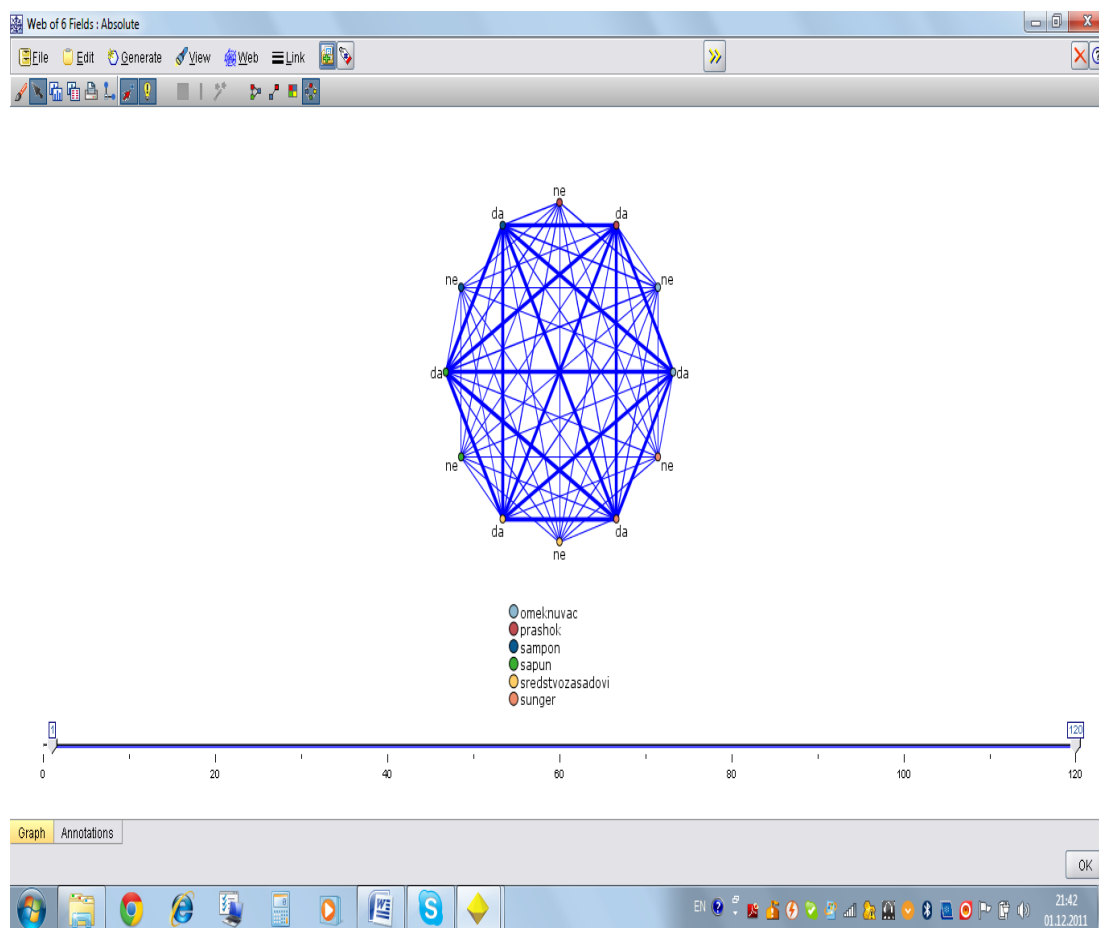 Web of 6 Fields : Absolute
File Edit Generate View Web Link
ne
da da
ne ne
da da
ne ne
da da
ne
omeknuvac
prashok
sampon
sapun
sredstvozasadovi
sunger
1 120
0 20 40 60 80 100 120
Graph Annotations
OK
EN 21:42
01.12.2011